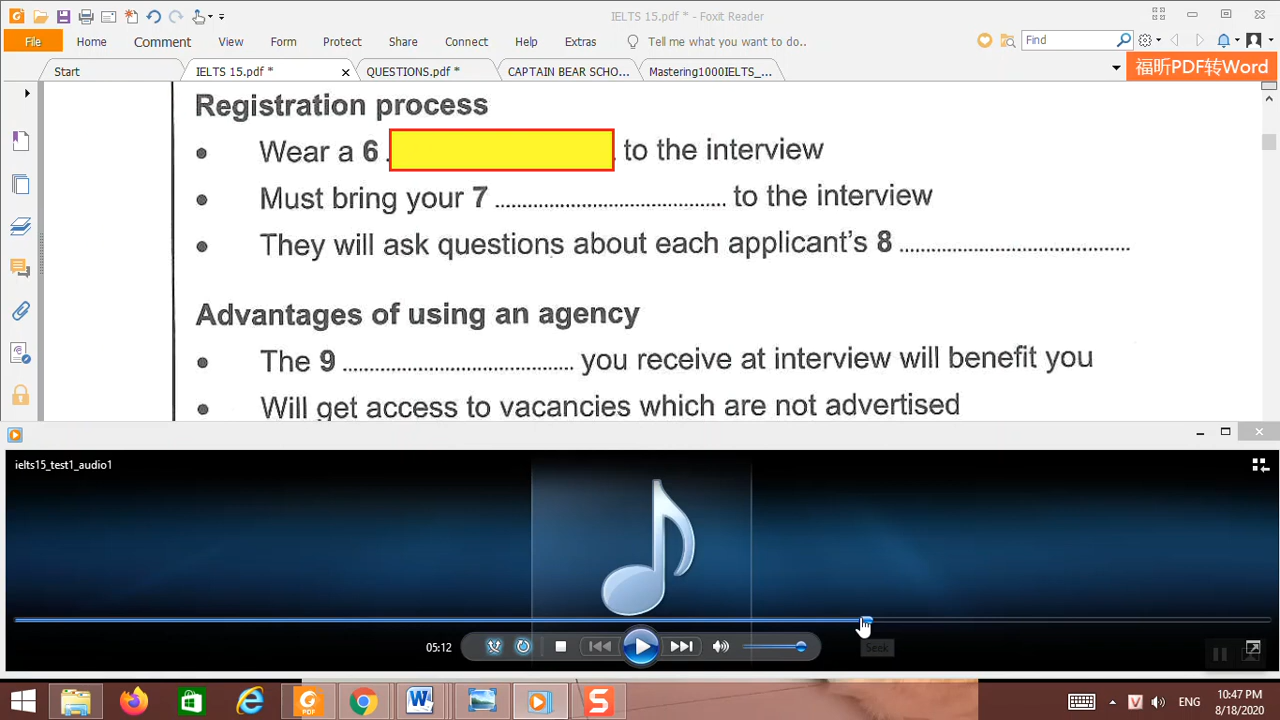 IELTS 15.pdf * - Foxit Reader
File Home Comment View Form Protect Share Connect Help Extras Tell me what you want to do.. Find
Start IELTS 15.pdf * QUESTIONS.pdf * CAPTAIN BEAR SCHO... Mastering1000IELTS_...
福昕PDF转Word
Registration process
• Wear a 6 to the interview
• Must bring your 7 .......................................... to the interview
• They will ask questions about each applicant's 8 ..........................................
Advantages of using an agency
• The 9 .......................................... you receive at interview will benefit you
• Will get access to vacancies which are not advertised
ielts15_test1_audio1
05:12
Seek
ENG
10:47 PM
8/18/2020